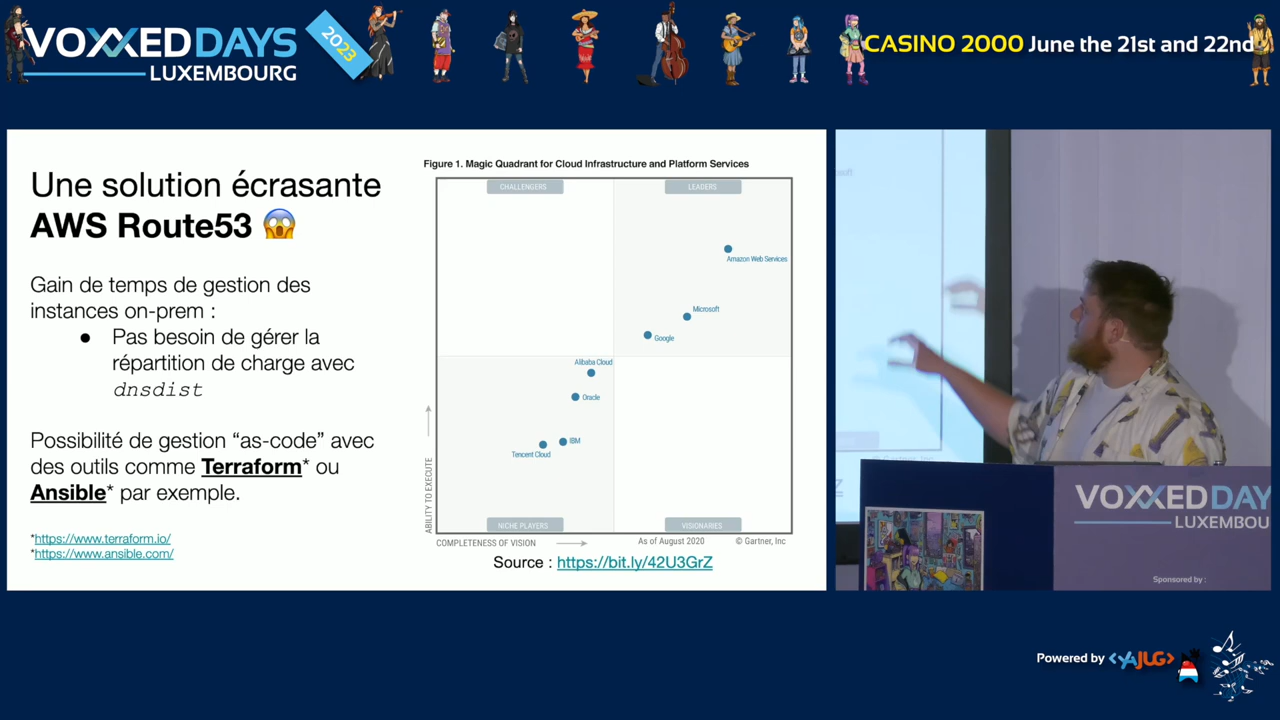 VOXXED DAYS
LUXEMBOURG
2023
CASINO 2000 June the 21st and 22nd
Une solution écrasante
AWS Route53 😱
Gain de temps de gestion des
instances on-prem :
● Pas besoin de gérer la
répartition de charge avec
dnsdist
Possibilité de gestion “as-code” avec
des outils comme Terraform* ou
Ansible* par exemple.
*https://www.terraform.io/
*https://www.ansible.com/
Figure 1. Magic Quadrant for Cloud Infrastructure and Platform Services
CHALLENGERS
LEADERS
Amazon Web Services
Microsoft
Google
Alibaba Cloud
Oracle
IBM
Tencent Cloud
ABILITY TO EXECUTE
NICHE PLAYERS
VISIONARIES
COMPLETENESS OF VISION
As of August 2020
© Gartner, Inc
Source : https://bit.ly/42U3GrZ
VOXXED DAY
LUXEMBOU
Sponsored by :
Powered by <YAJUG>